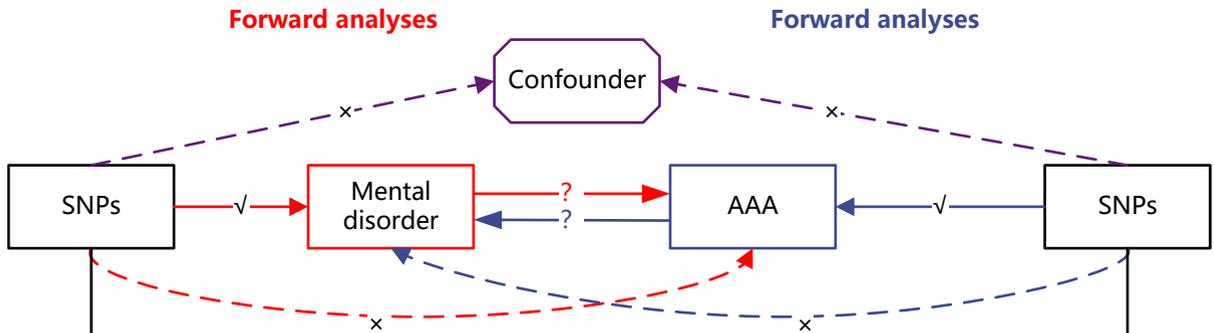 Forward analyses
Forward analyses
Confounder
×
×
SNPs
√
Mental
disorder
?
?
AAA
√
SNPs
×
×